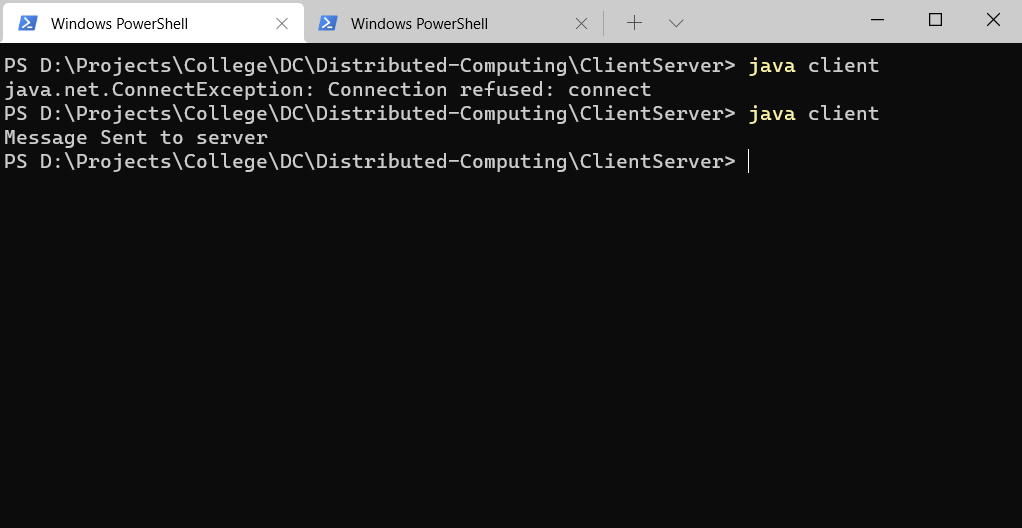 Windows PowerShell
Windows PowerShell
PS D:\Projects\College\DC\Distributed-Computing\ClientServer> java client
java.net.ConnectException: Connection refused: connect
PS D:\Projects\College\DC\Distributed-Computing\ClientServer> java client
Message Sent to server
PS D:\Projects\College\DC\Distributed-Computing\ClientServer>